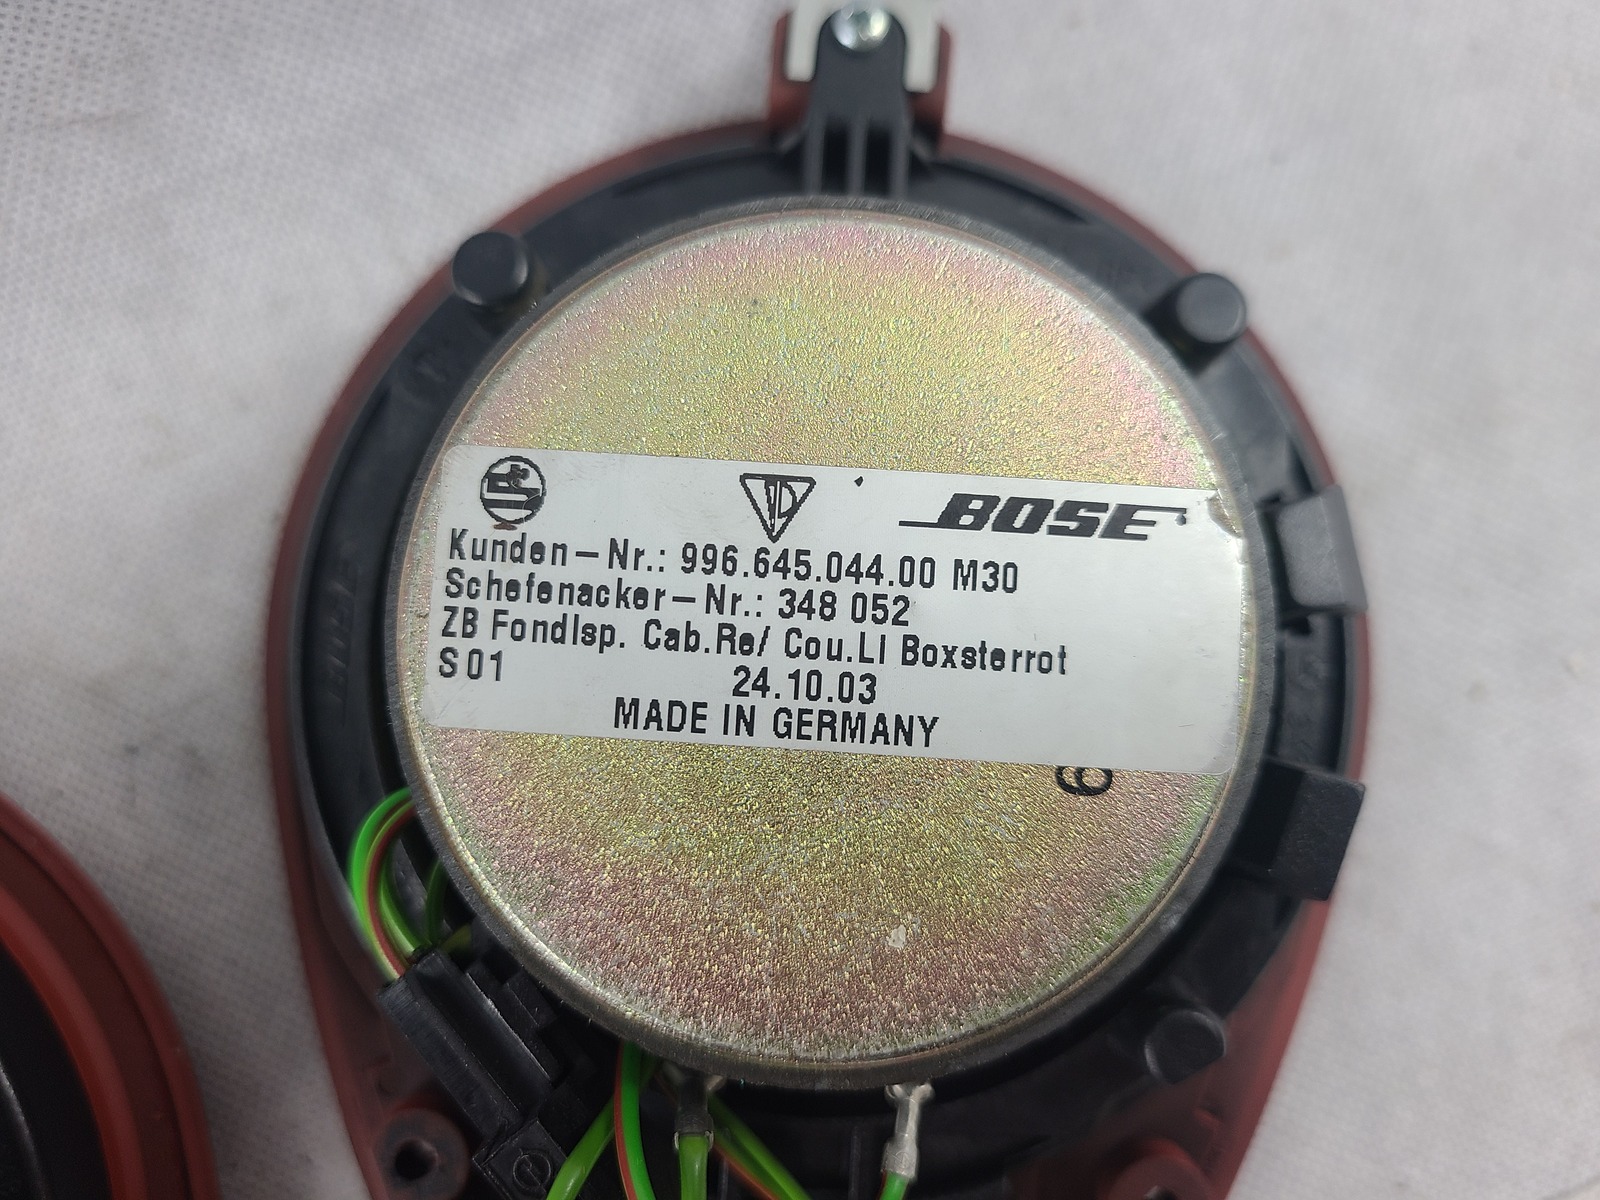 BOSE
Kunden-Nr.: 996.645.044.00 M30
Schefenacker-Nr.: 348 052
ZB Fondlsp. Cab.Re/ Cou.LI Boxsterrot
S01 24.10.03
MADE IN GERMANY
6